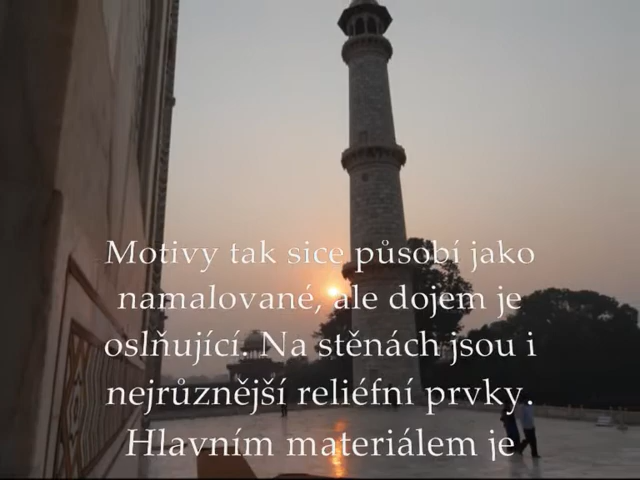 Motivy tak sice působí jako
namalované, ale dojem je
oslňující. Na stěnách jsou i
nejrůznější reliéfní prvky.
Hlavním materiálem je